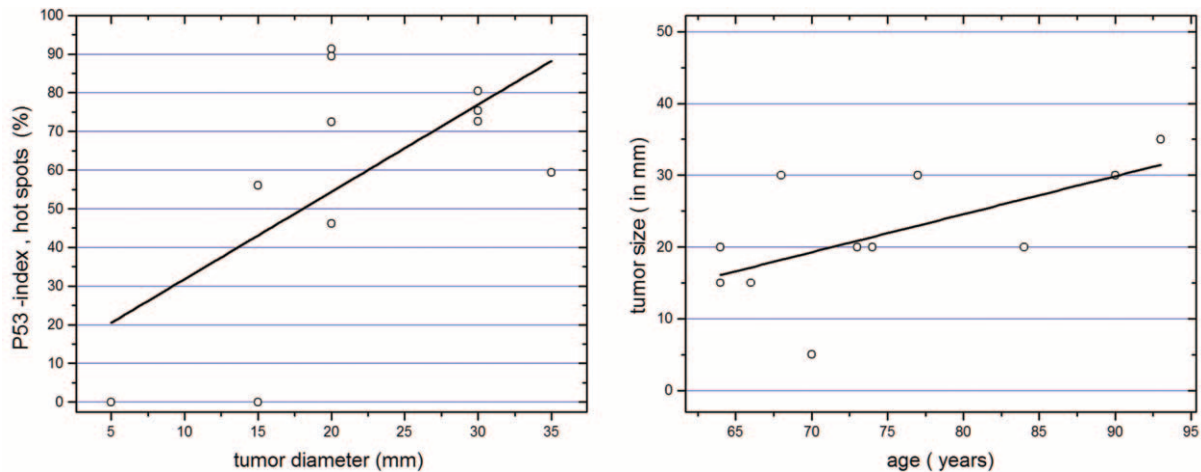 P53 -index , hot spots (%)
100
90
80
70
60
50
40
30
20
10
0
5 10 15 20 25 30 35
tumor diameter (mm)
tumor size ( in mm)
50
40
30
20
10
0
65 70 75 80 85 90 95
age ( years)